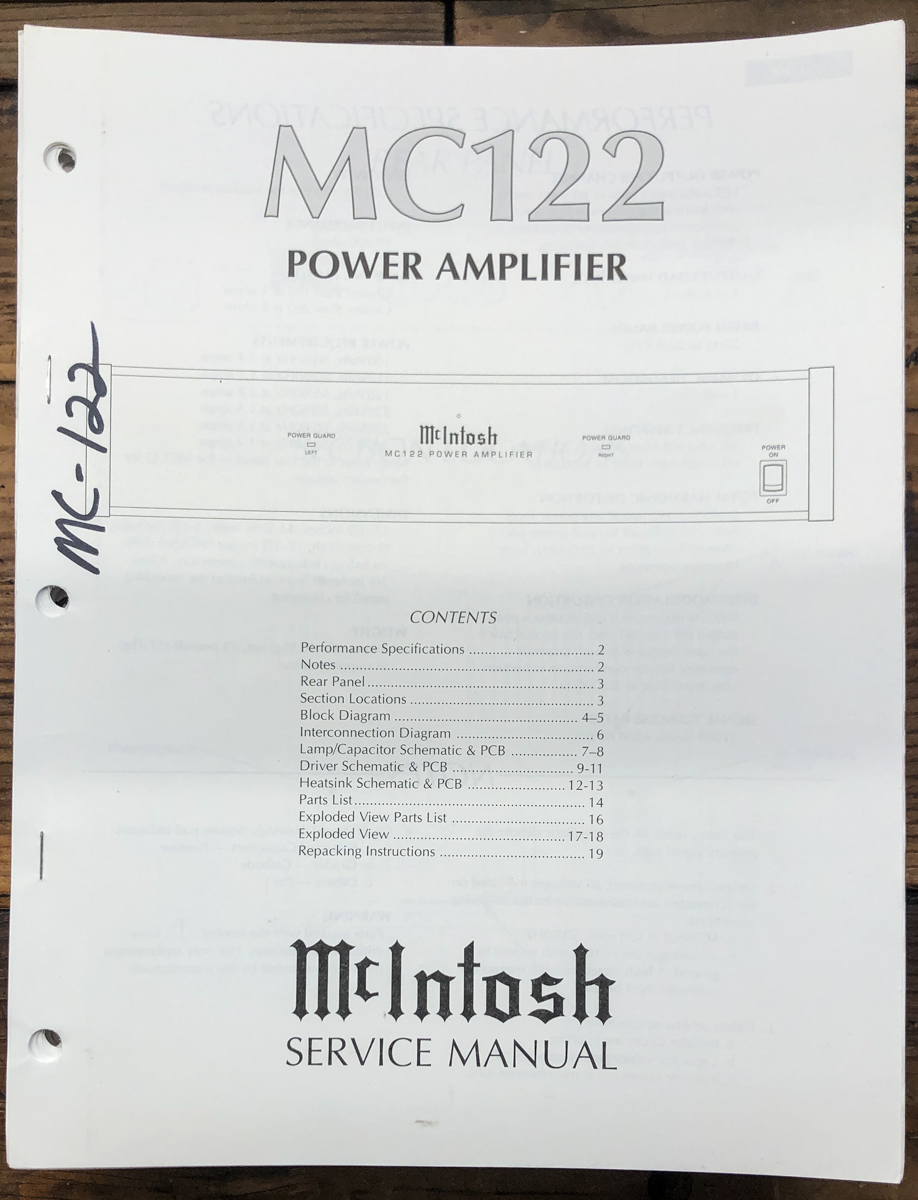 MC122
POWER AMPLIFIER
MC-122
POWER GUARD
LEFT
McIntosh
MC122 POWER AMPLIFIER
POWER GUARD
RIGHT
POWER
ON
OFF
CONTENTS
Performance Specifications ................................ 2
Notes ................................................................. 2
Rear Panel .......................................................... 3
Section Locations ............................................... 3
Block Diagram ............................................... 4–5
Interconnection Diagram ................................... 6
Lamp/Capacitor Schematic & PCB ................. 7–8
Driver Schematic & PCB ............................... 9-11
Heatsink Schematic & PCB ......................... 12-13
Parts List ........................................................... 14
Exploded View Parts List .................................. 16
Exploded View ............................................ 17-18
Repacking Instructions ..................................... 19
McIntosh
SERVICE MANUAL